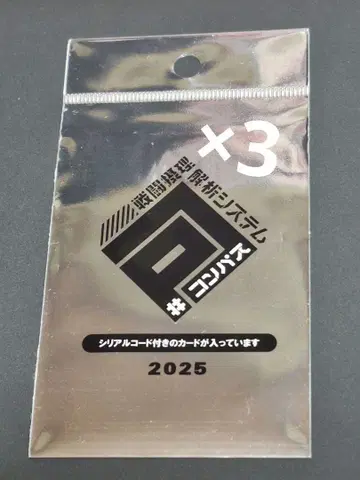 ×3
戦闘摂理
解析システム
#コンパス
シリアルコード付きのカードが入っています
2025